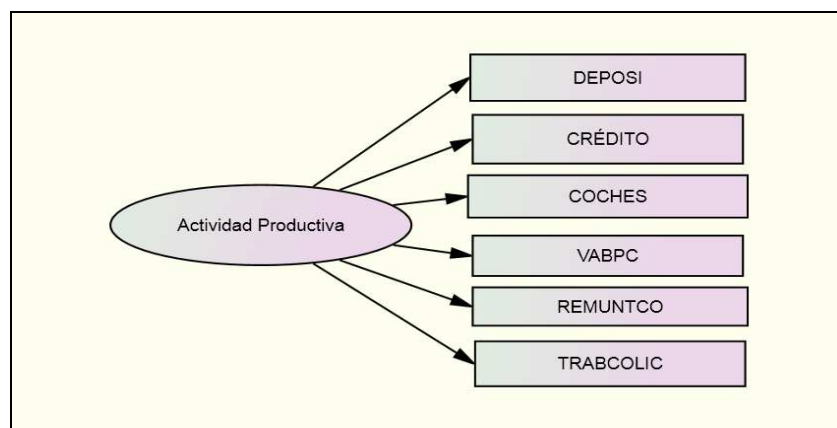 DEPOSI
CRÉDITO
COCHES
Actividad Productiva
VABPC
REMUNTCO
TRABCOLIC